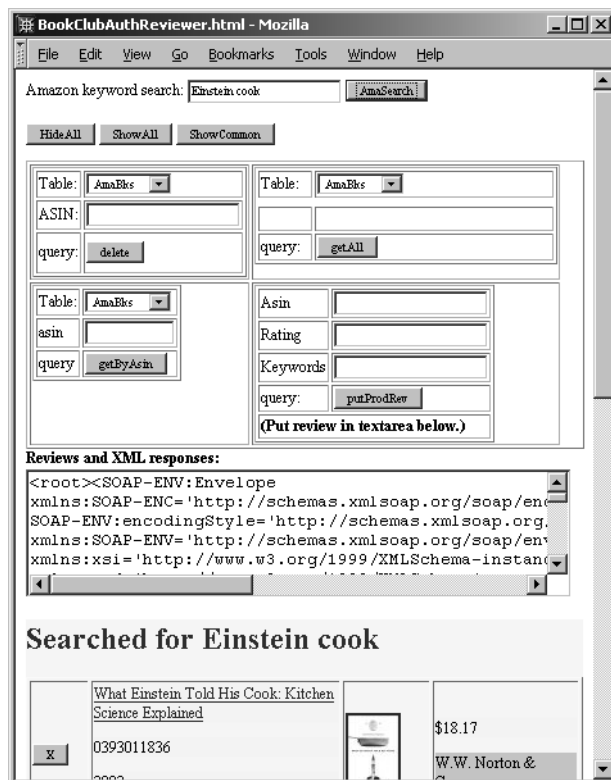 BookClubAuthReviewer.html - Mozilla
File Edit View Go Bookmarks Tools Window Help
Amazon keyword search: Einstein cook AmaSearch
HideAll ShowAll ShowCommon
Table: AmaBks
ASIN:
query: delete
Table: AmaBks
query: getAll
Table: AmaBks
asin
query getByAsin
Asin
Rating
Keywords
query: putProdRev
(Put review in textarea below.)
Reviews and XML responses:
<root><SOAP-ENV:Envelope
xmlns:SOAP-ENC='http://schemas.xmlsoap.org/soap/enc
SOAP-ENV:encodingStyle='http://schemas.xmlsoap.org,
xmlns:SOAP-ENV='http://schemas.xmlsoap.org/soap/env
xmlns:xsi='http://www.w3.org/1999/XMLSchema-instanc
Searched for Einstein cook
X
What Einstein Told His Cook: Kitchen
Science Explained
0393011836
$18.17
W.W. Norton &